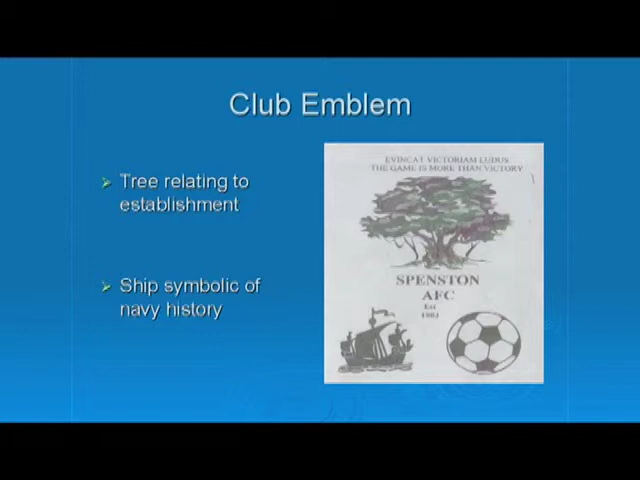 Club Emblem
Tree relating to
establishment
Ship symbolic of
navy history
EVINCAT VICTORIAM LUDUS
THE GAME IS MORE THAN VICTORY
SPENSTON
AFC
Est